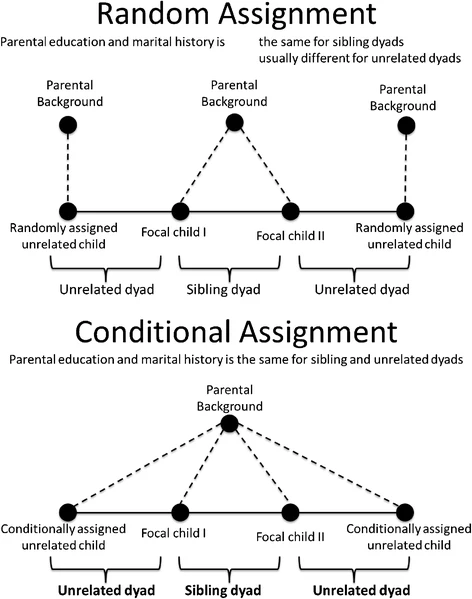 Random Assignment
Parental education and marital history is the same for sibling dyads
usually different for unrelated dyads
Parental
Background
Parental
Background
Parental
Background
Randomly assigned
unrelated child
Focal child I
Focal child II
Randomly assigned
unrelated child
Unrelated dyad
Sibling dyad
Unrelated dyad
Conditional Assignment
Parental education and marital history is the same for sibling and unrelated dyads
Parental
Background
Conditionally assigned
unrelated child
Focal child I
Focal child II
Conditionally assigned
unrelated child
Unrelated dyad
Sibling dyad
Unrelated dyad